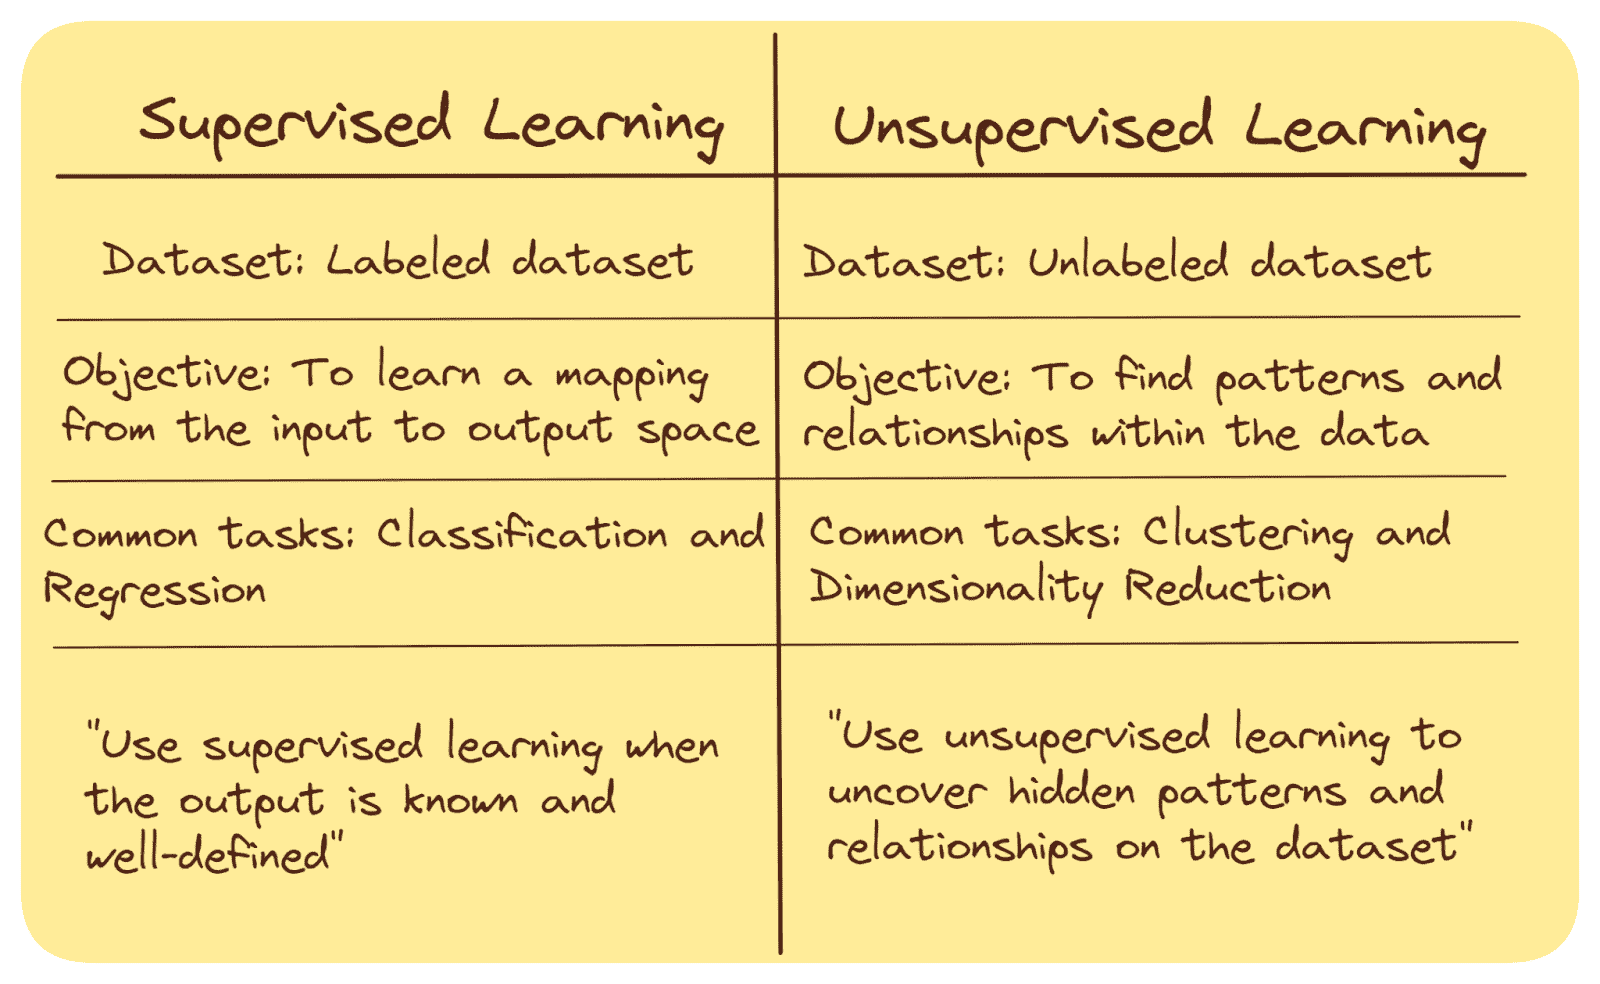 Supervised Learning
Unsupervised Learning
Dataset: Labeled dataset
Dataset: Unlabeled dataset
Objective: To learn a mapping
from the input to output space
Objective: To find patterns and
relationships within the data
Common tasks: Classification and
Regression
Common tasks: Clustering and
Dimensionality Reduction
"Use supervised learning when
the output is known and
well-defined"
"Use unsupervised learning to
uncover hidden patterns and
relationships on the dataset"